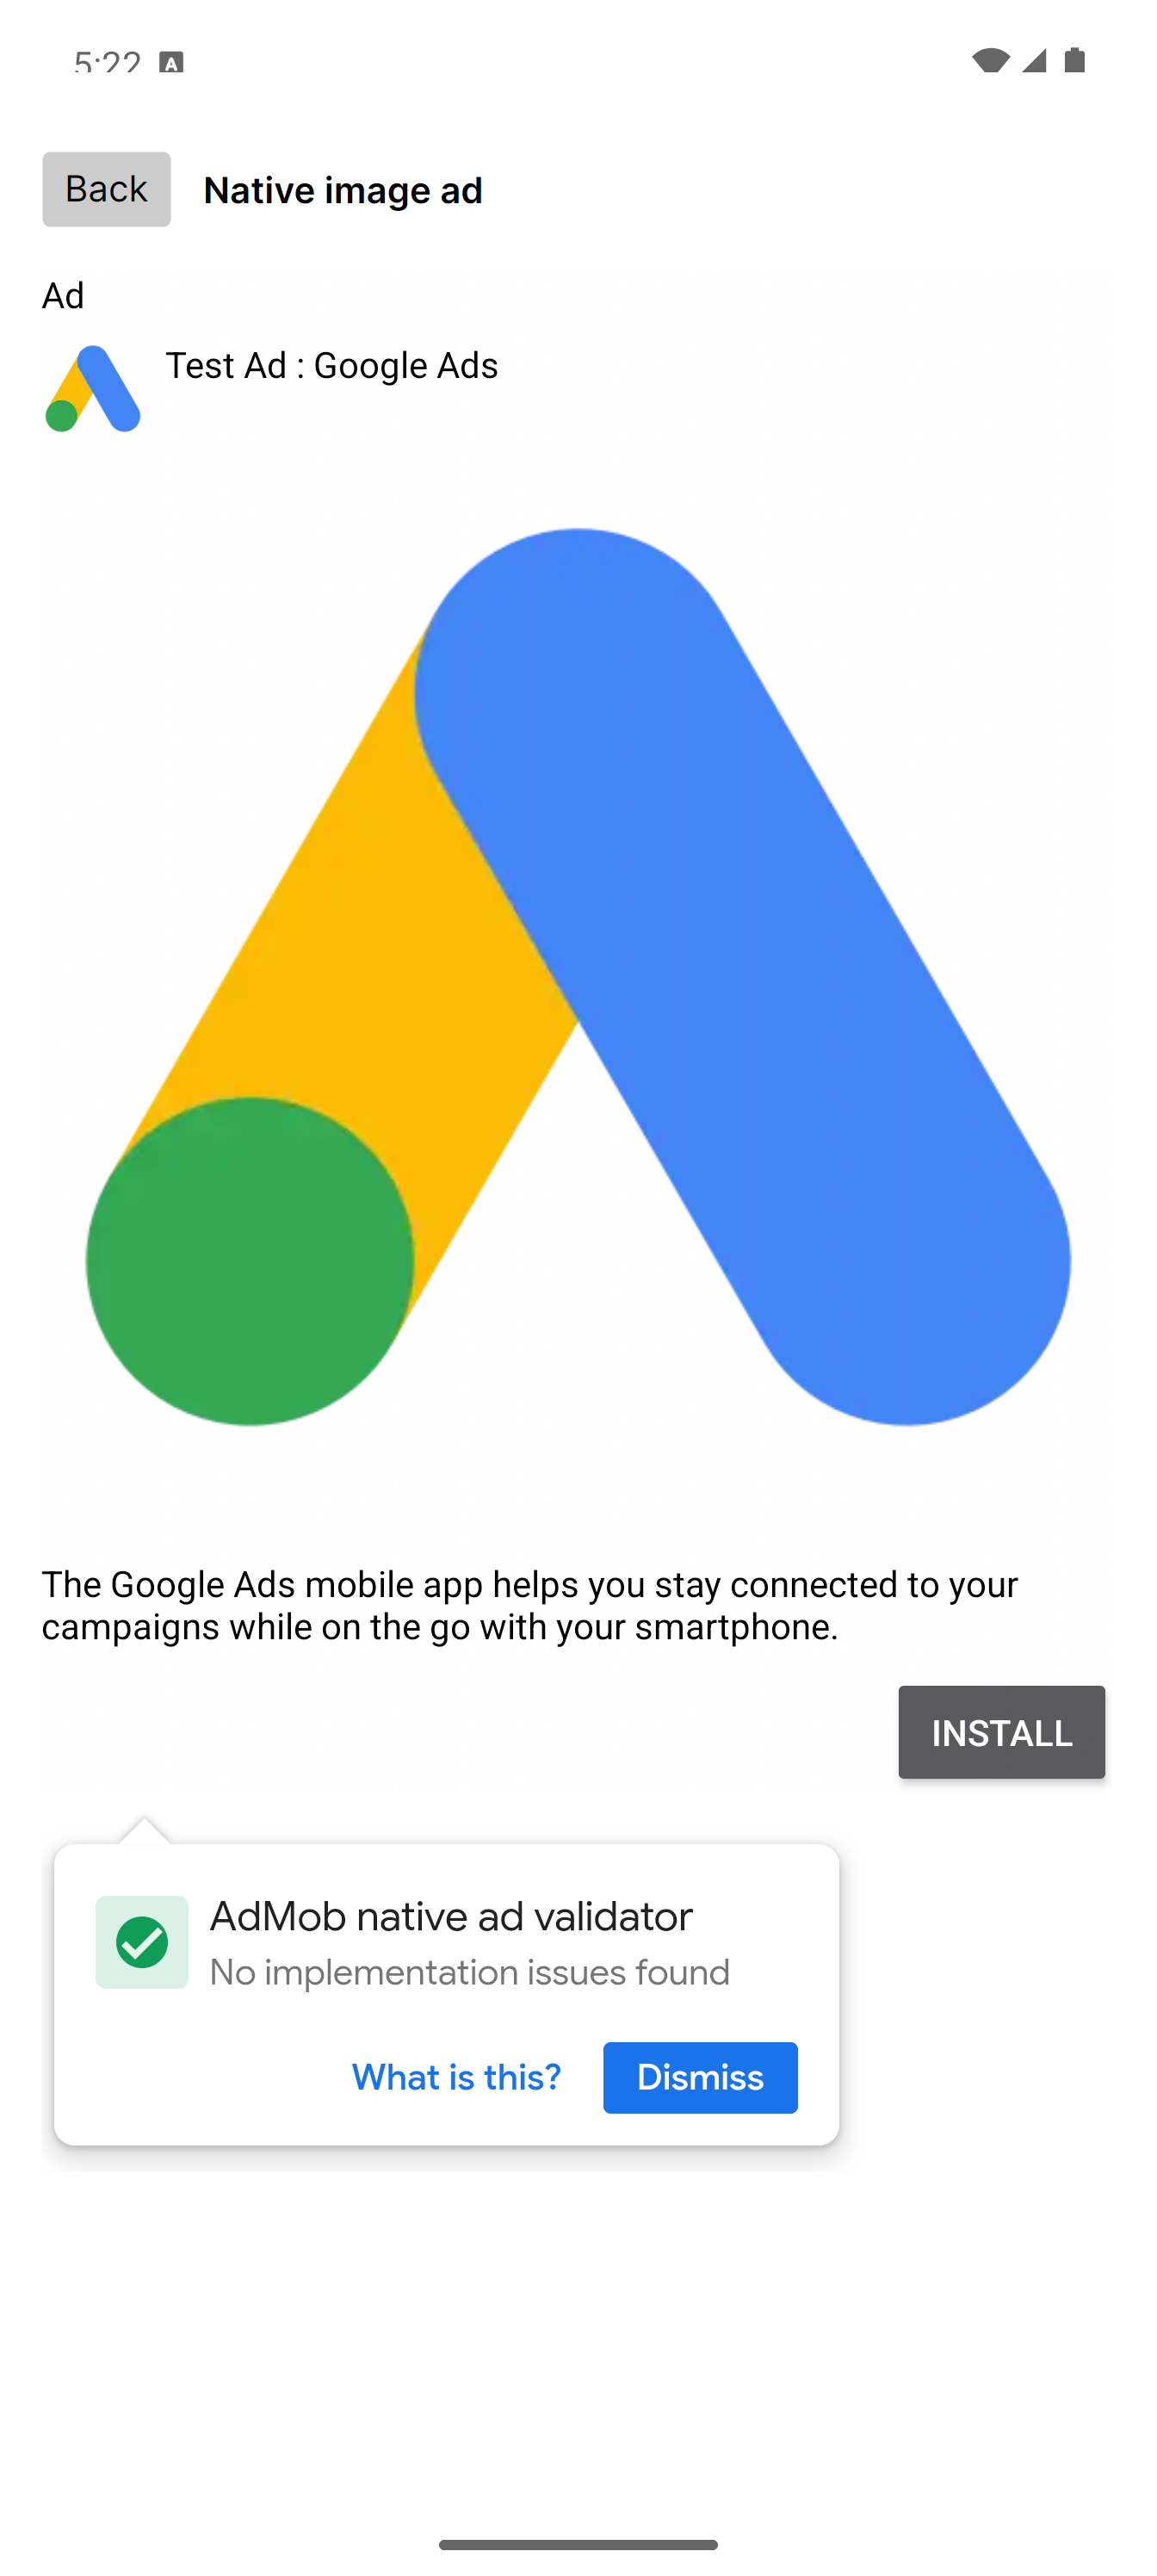 5:22
Back
Native image ad
Ad
Test Ad : Google Ads
The Google Ads mobile app helps you stay connected to your
campaigns while on the go with your smartphone.
INSTALL
AdMob native ad validator
No implementation issues found
What is this?
Dismiss